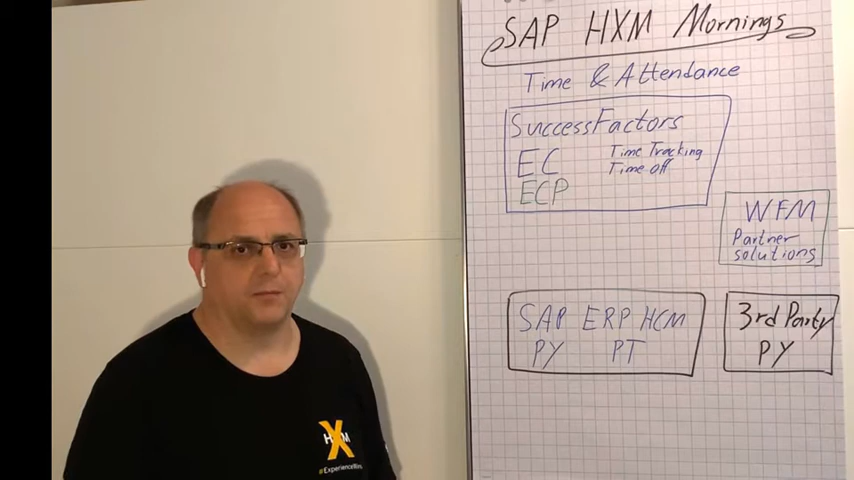 SAP HXM Mornings
Time & Attendance
SuccessFactors
EC
Time Tracking
Time off
ECP
WFM
Partner
solutions
SAP ERP HCM
PY PT
3rd Party
PY
HXM
#ExperienceWins